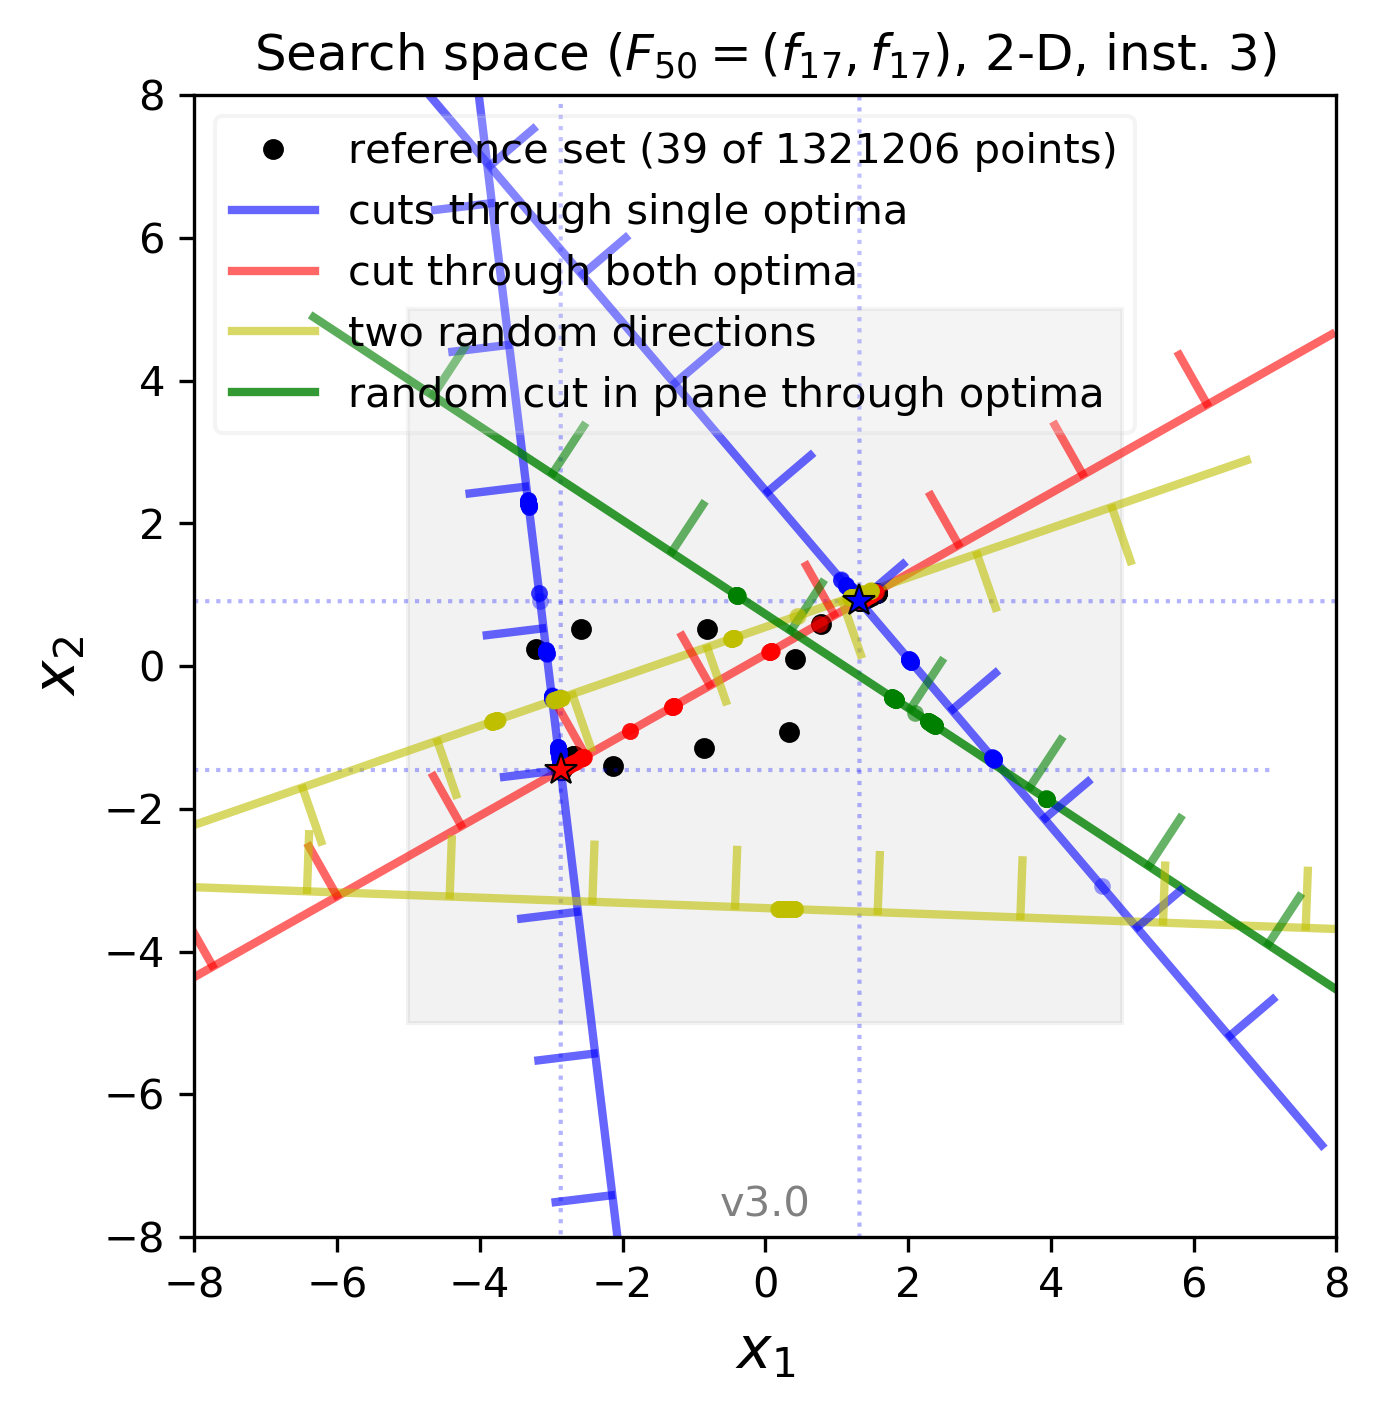 Search space (F₅₀ = (f₁₇, f₁₇), 2-D, inst. 3)
8
reference set (39 of 1321206 points)
cuts through single optima
6
cut through both optima
two random directions
4
random cut in plane through optima
2
x₂
0
−2
−4
−6
v3.0
−8
−8 −6 −4 −2 0 2 4 6 8
x₁